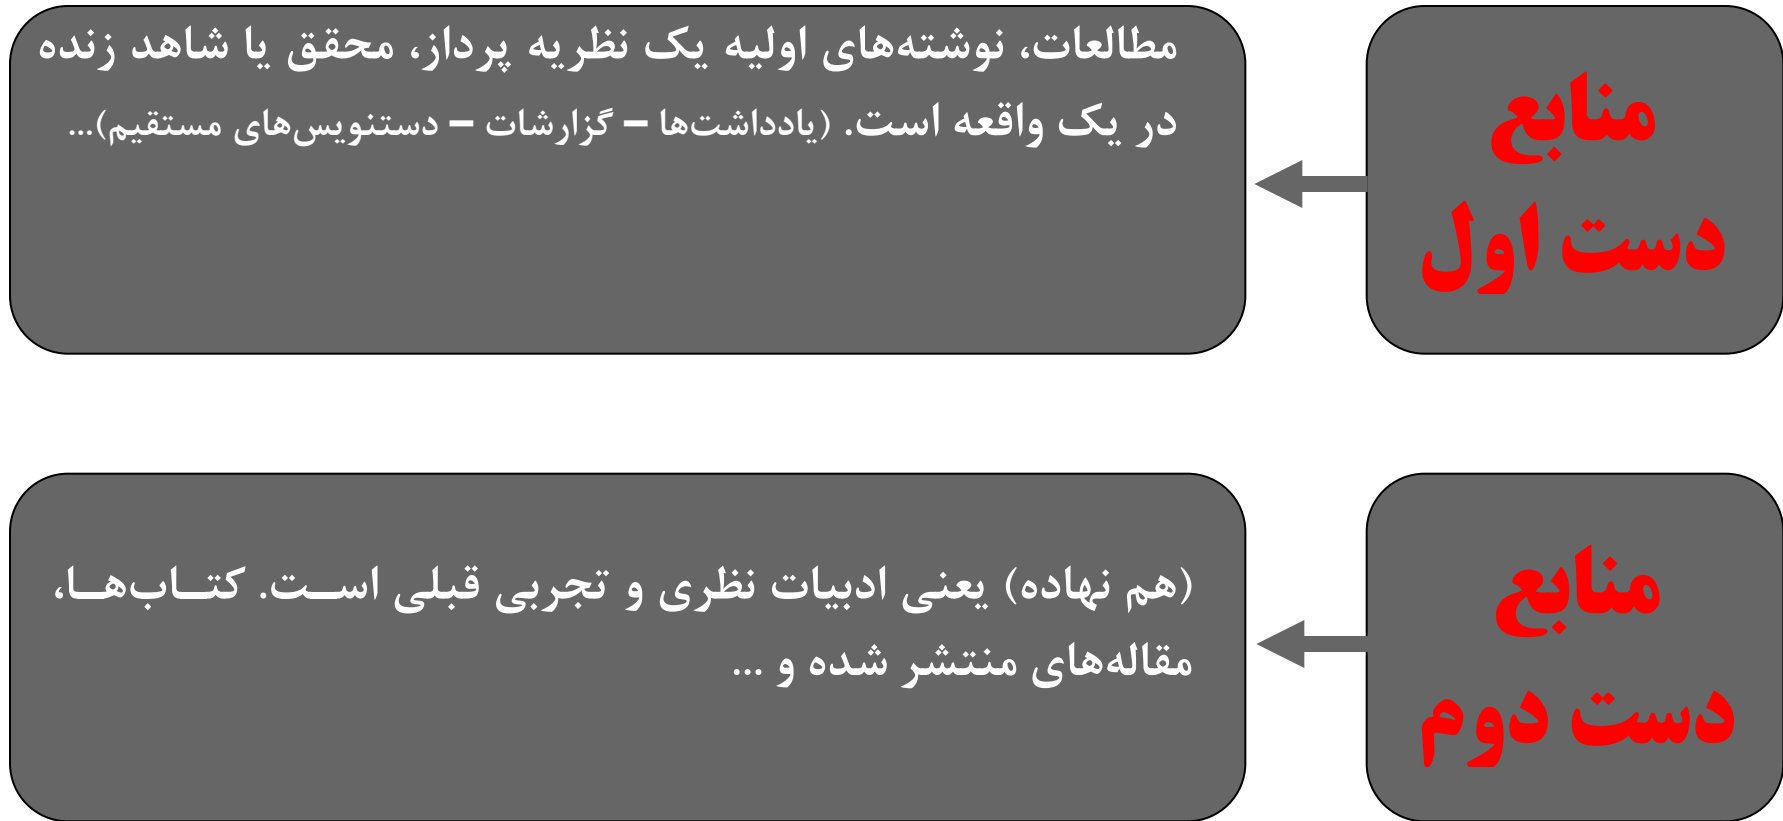 منابع
دست اول
مطالعات، نوشته‌های اولیه یک نظریه پرداز، محقق یا شاهد زنده
در یک واقعه است. (یادداشت‌ها – گزارشات – دستنویس‌های مستقیم)...
منابع
دست دوم
(هم نهاده) یعنی ادبیات نظری و تجربی قبلی اســت. کتــاب‌هــا،
مقاله‌های منتشر شده و ...